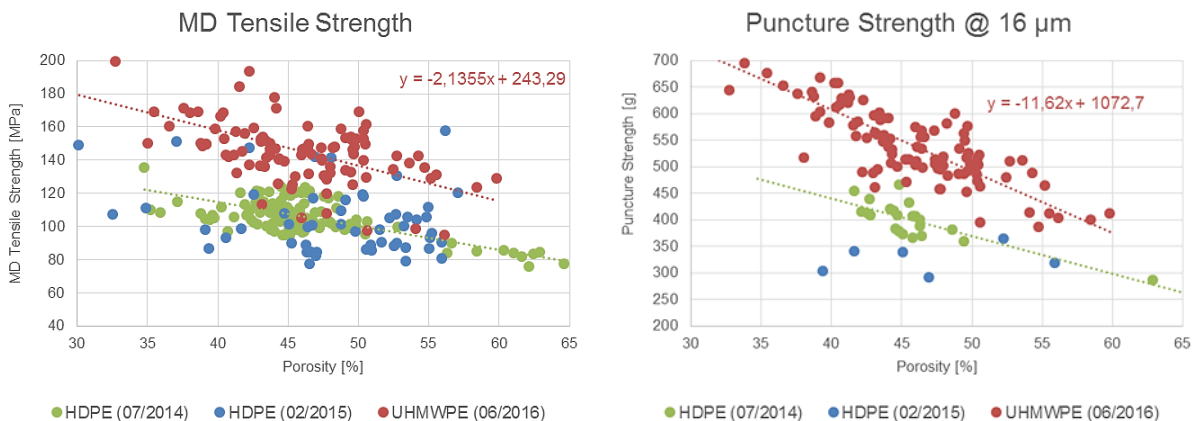 MD Tensile Strength
MD Tensile Strength [MPa]
200
180
160
140
120
100
80
60
40
y = -2,1355x + 243,29
30 35 40 45 50 55 60 65
Porosity [%]
HDPE (07/2014) HDPE (02/2015) UHMWPE (06/2016)
Puncture Strength @ 16 µm
Puncture Strength [g]
700
650
600
550
500
450
400
350
300
250
200
y = -11,62x + 1072,7
30 35 40 45 50 55 60 65
Porosity [%]
HDPE (07/2014) HDPE (02/2015) UHMWPE (06/2016)